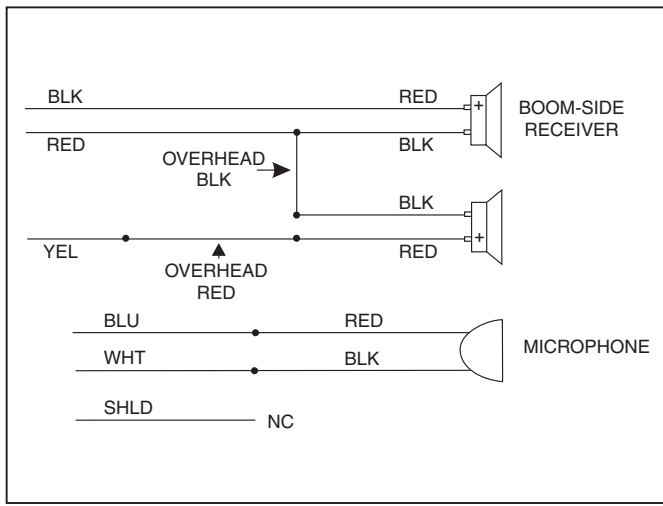 BLK RED
+
BOOM-SIDE
RECEIVER
RED BLK
OVERHEAD
BLK
BLK
YEL RED
+
OVERHEAD
RED
BLU RED
MICROPHONE
WHT BLK
SHLD
NC